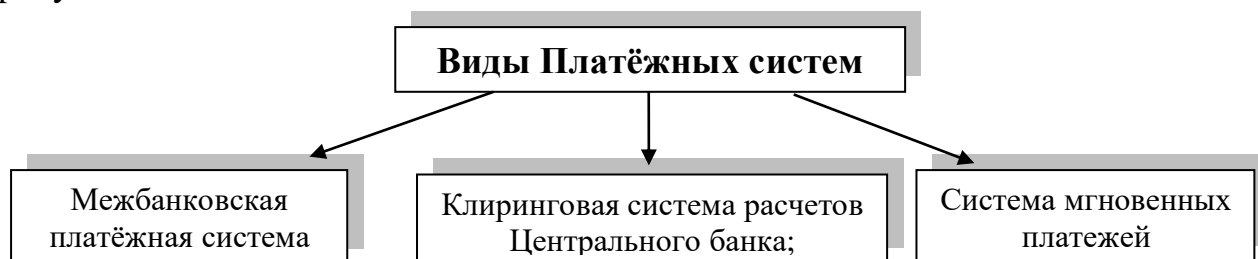 Виды Платёжных систем
Межбанковская
платёжная система
Клиринговая система расчетов
Центрального банка;
Система мгновенных
платежей